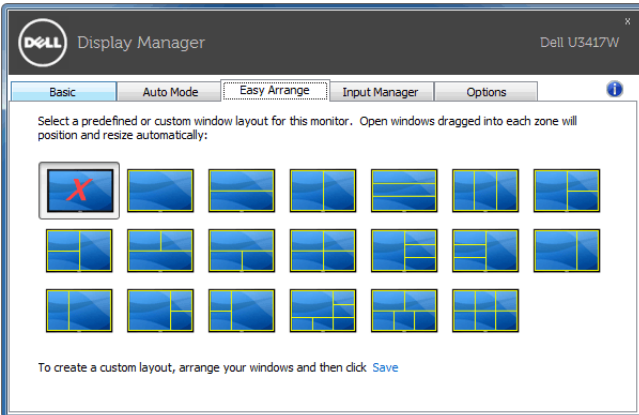 DELL Display Manager
x
Dell U3417W
Basic Auto Mode Easy Arrange Input Manager Options i
Select a predefined or custom window layout for this monitor. Open windows dragged into each zone will
position and resize automatically:
X
To create a custom layout, arrange your windows and then click Save